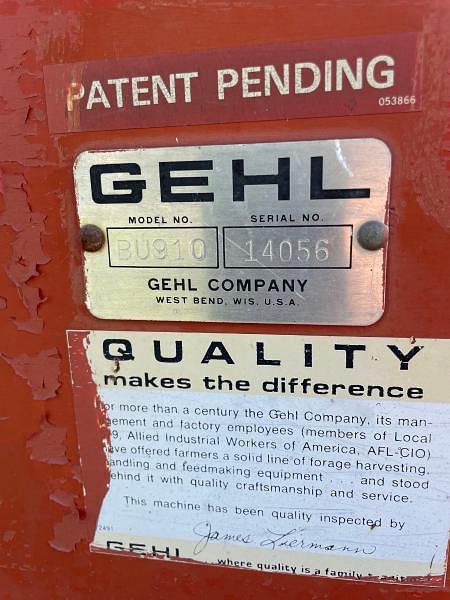 PATENT PENDING
053866
GEHL
MODEL NO. SERIAL NO.
BU910 14056
GEHL COMPANY
WEST BEND, WIS. U.S.A.
QUALITY
makes the difference
or more than a century the Gehl Company, its man-
ement and factory employees (members of Local
9, Allied Industrial Workers of America, AFL-CIO)
ave offered farmers a solid line of forage harvesting,
andling and feedmaking equipment . . . and stood
ehind it with quality craftsmanship and service.
This machine has been quality inspected by
2491
James
GEHL
...where quality is a family